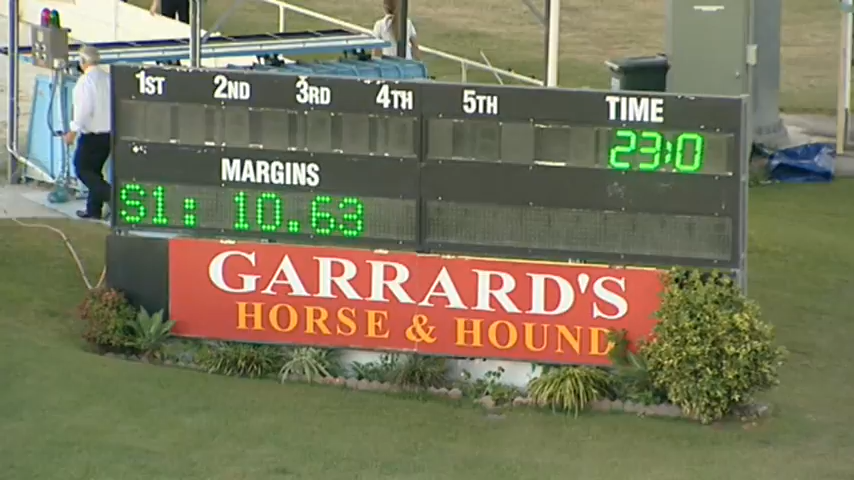 1ST 2ND 3RD 4TH 5TH TIME
23:0
MARGINS
S1: 10.63
GARRARD'S
HORSE & HOUND